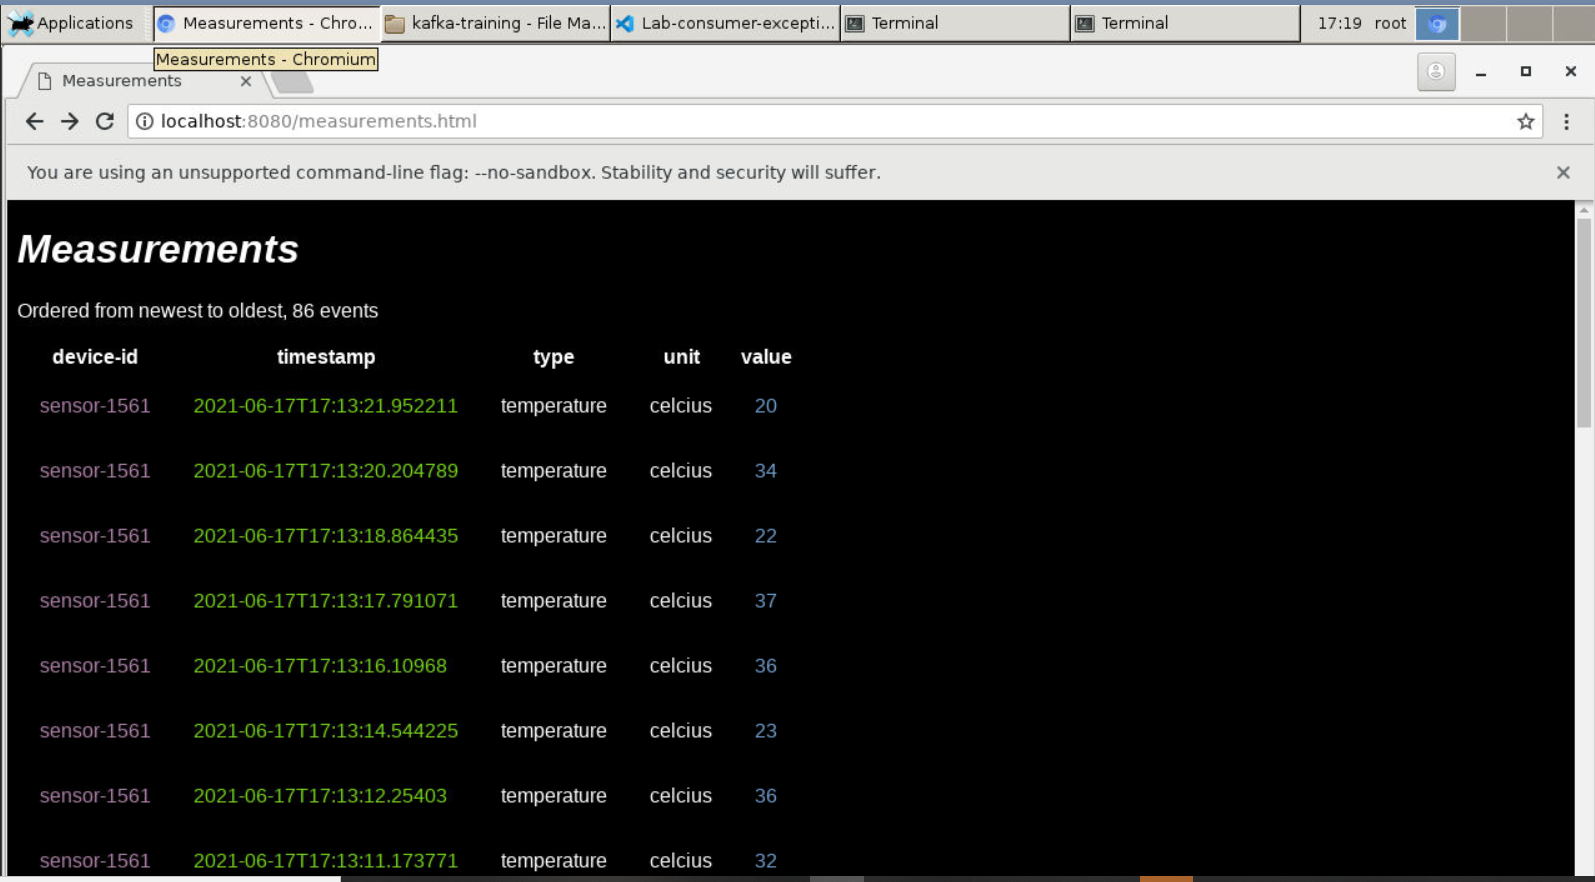 Applications Measurements - Chro... kafka-training - File Ma... Lab-consumer-excepti... Terminal Terminal 17:19 root
Measurements - Chromium
Measurements
localhost:8080/measurements.html
You are using an unsupported command-line flag: --no-sandbox. Stability and security will suffer.
Measurements
Ordered from newest to oldest, 86 events
device-id timestamp type unit value
sensor-1561 2021-06-17T17:13:21.952211 temperature celcius 20
sensor-1561 2021-06-17T17:13:20.204789 temperature celcius 34
sensor-1561 2021-06-17T17:13:18.864435 temperature celcius 22
sensor-1561 2021-06-17T17:13:17.791071 temperature celcius 37
sensor-1561 2021-06-17T17:13:16.10968 temperature celcius 36
sensor-1561 2021-06-17T17:13:14.544225 temperature celcius 23
sensor-1561 2021-06-17T17:13:12.25403 temperature celcius 36
sensor-1561 2021-06-17T17:13:11.173771 temperature celcius 32